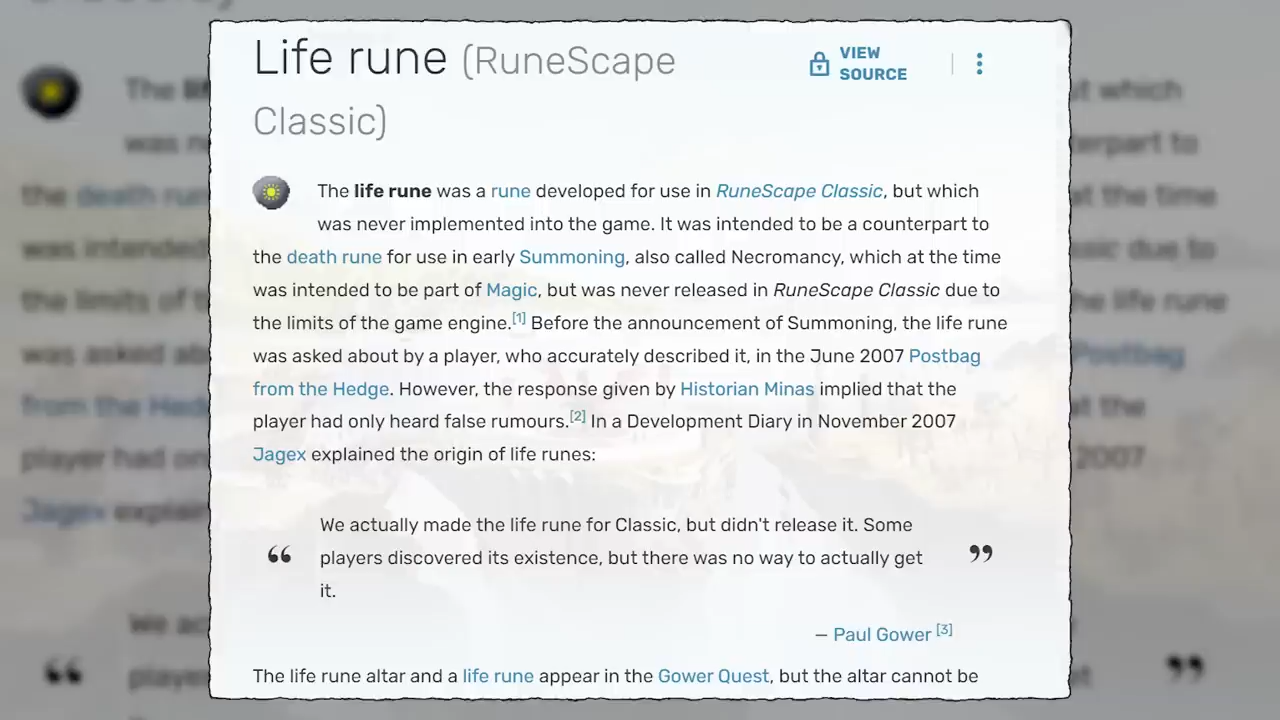 Life rune (RuneScape
Classic)
VIEW
SOURCE
The life rune was a rune developed for use in RuneScape Classic, but which
was never implemented into the game. It was intended to be a counterpart to
the death rune for use in early Summoning, also called Necromancy, which at the time
was intended to be part of Magic, but was never released in RuneScape Classic due to
the limits of the game engine.[1] Before the announcement of Summoning, the life rune
was asked about by a player, who accurately described it, in the June 2007 Postbag
from the Hedge. However, the response given by Historian Minas implied that the
player had only heard false rumours.[2] In a Development Diary in November 2007
Jagex explained the origin of life runes:
“ We actually made the life rune for Classic, but didn't release it. Some
players discovered its existence, but there was no way to actually get
it. ”
— Paul Gower [3]
The life rune altar and a life rune appear in the Gower Quest, but the altar cannot be